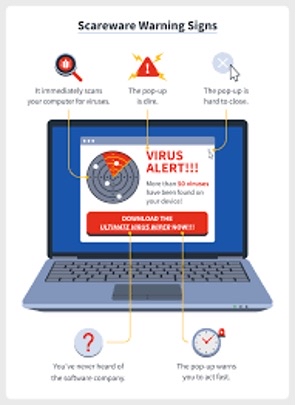 Scareware Warning Signs
It immediately scans
your computer for viruses.
The pop-up
is dire.
The pop-up is
hard to close.
VIRUS
ALERT!!!
More than 50 viruses
have been found on
your device!
DOWNLOAD THE
ULTIMATE VIRUS NOW!!!
You've never heard of
the software company.
The pop-up warns
you to act fast.